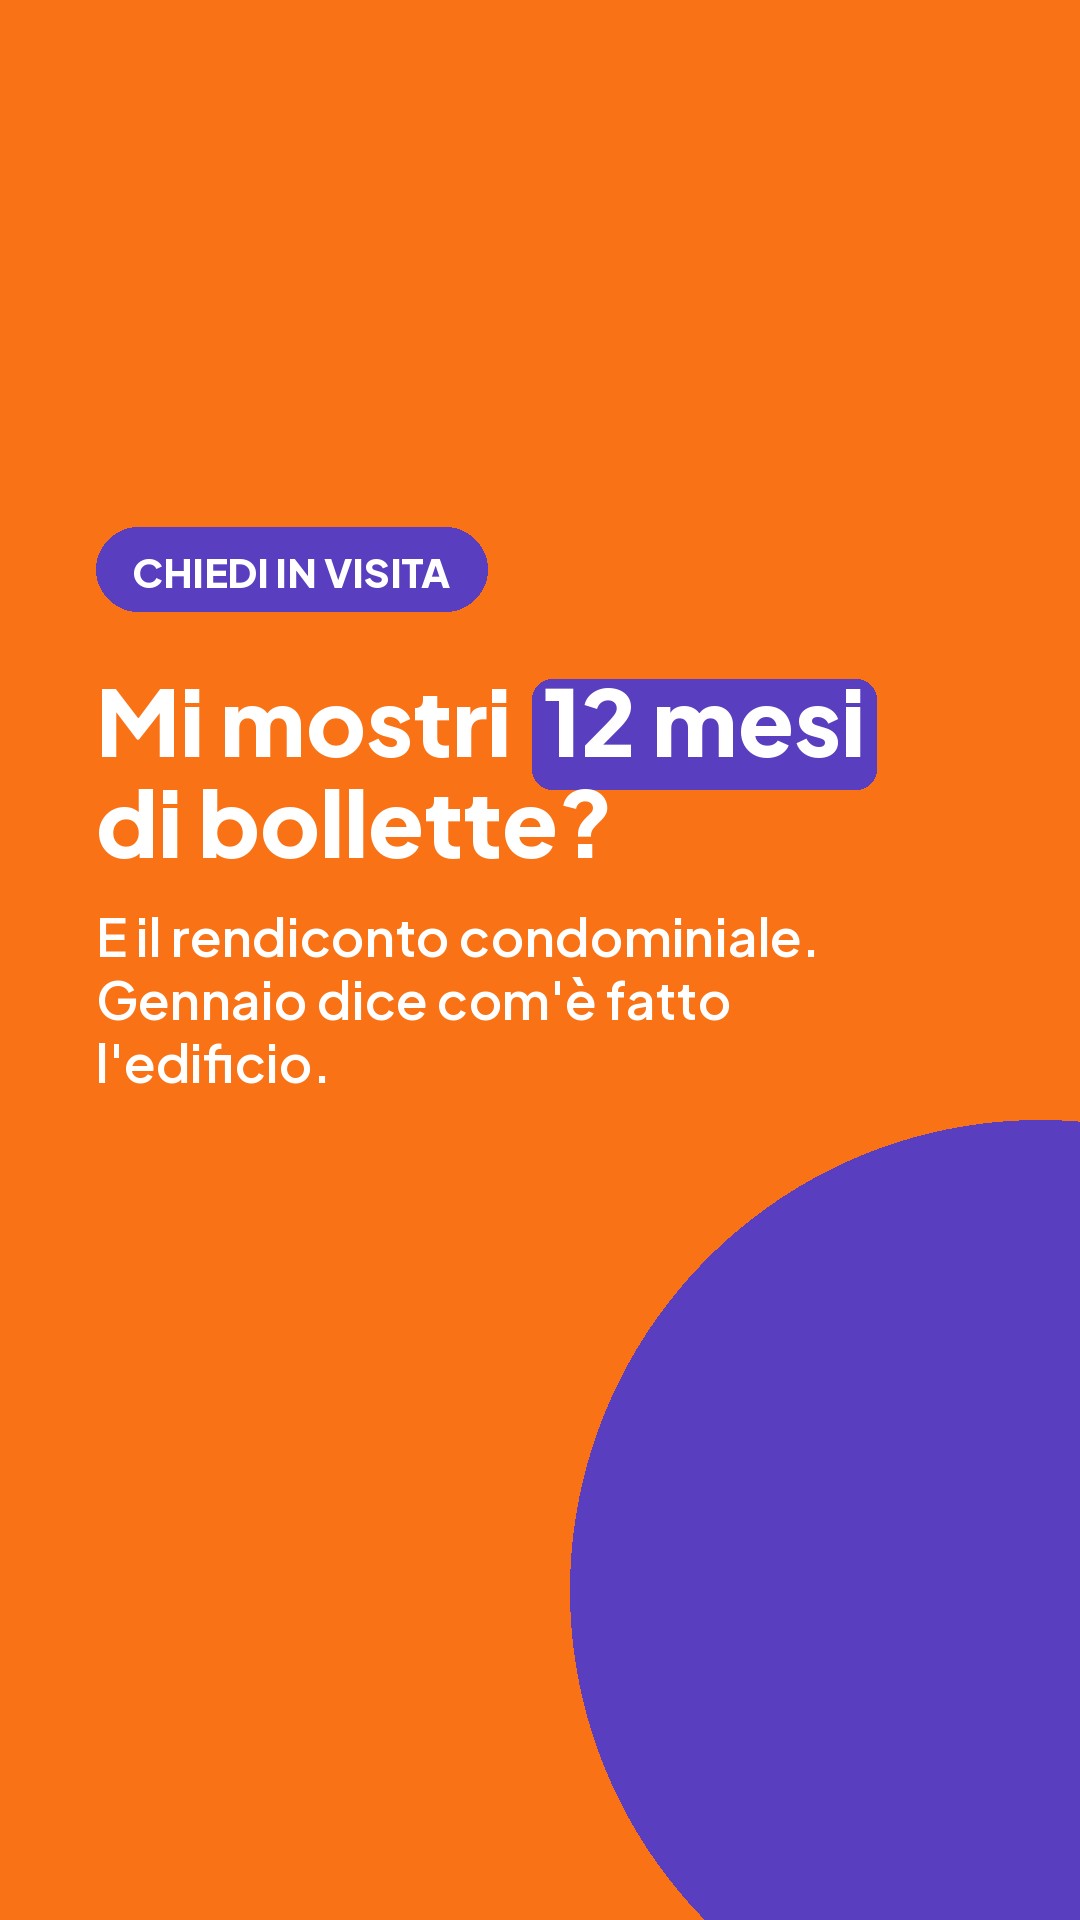 CHIEDI IN VISITA
Mi mostri 12 mesi
di bollette?
E il rendiconto condominiale.
Gennaio dice com'è fatto
l'edificio.